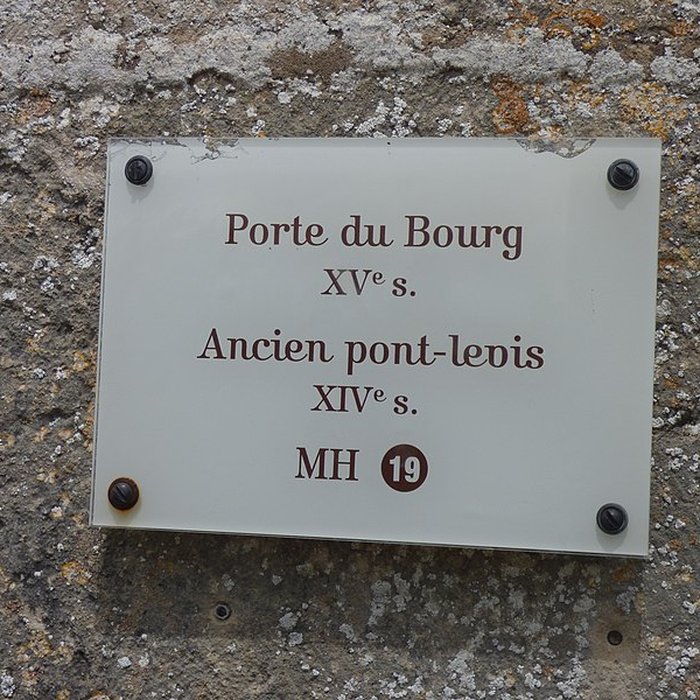 Porte du Bourg
XVe s.
Ancien pont-levis
XIVe s.
MH 19